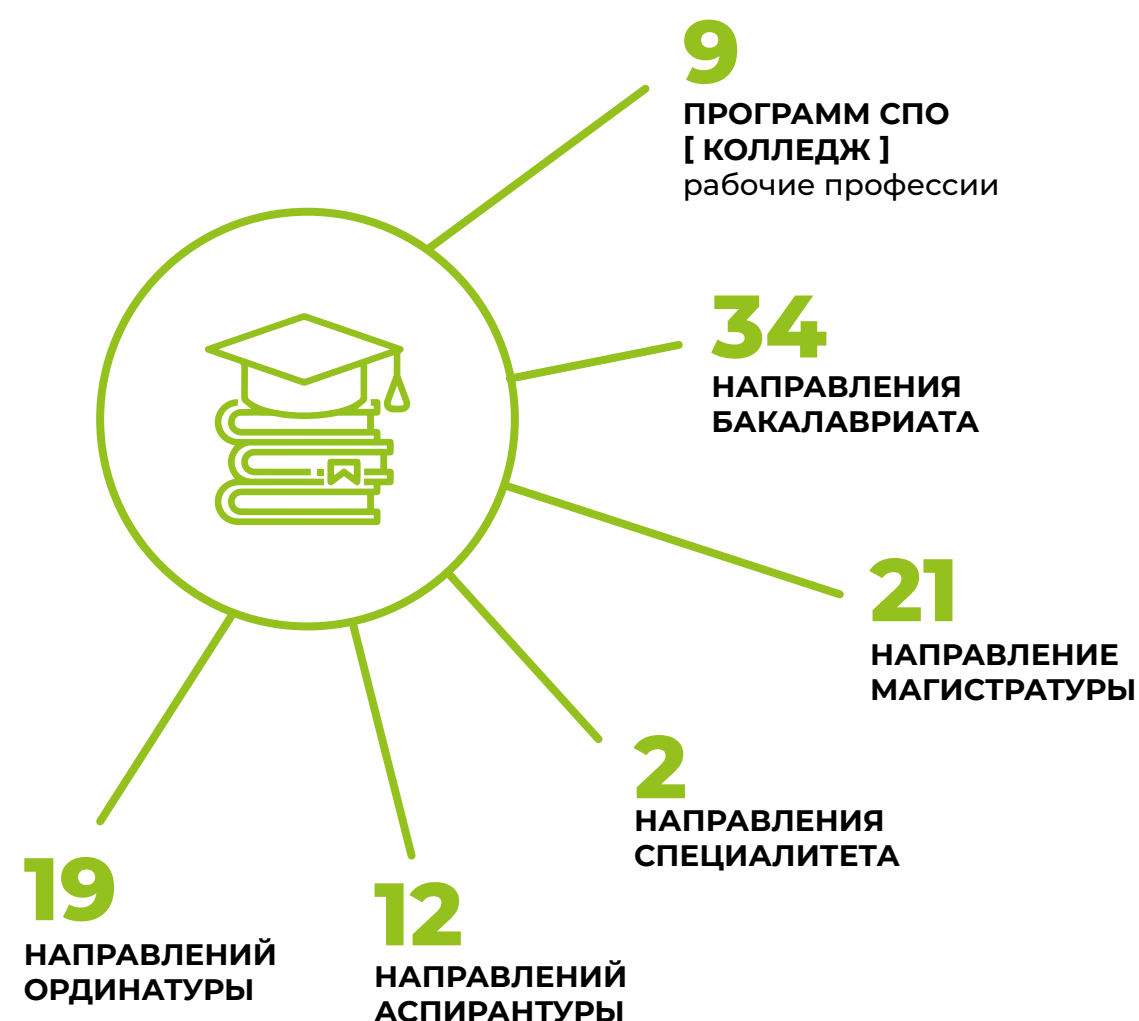 9
ПРОГРАММ СПО
[ КОЛЛЕДЖ ]
рабочие профессии
34
НАПРАВЛЕНИЯ
БАКАЛАВРИАТА
21
НАПРАВЛЕНИЕ
МАГИСТРАТУРЫ
2
НАПРАВЛЕНИЯ
СПЕЦИАЛИТЕТА
12
НАПРАВЛЕНИЙ
АСПИРАНТУРЫ
19
НАПРАВЛЕНИЙ
ОРДИНАТУРЫ